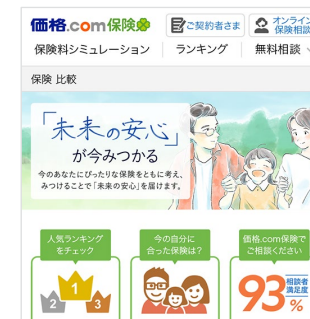 価格.com保険
ご契約者さま
オンライン
保険相談
保険料シミュレーション
ランキング
無料相談
保険 比較
「未来の安心」
が今みつかる
今のあなたにぴったりな保険をともに考え、
みつけることで「未来の安心」を届けます。
人気ランキング
をチェック
今の自分に
合った保険は？
価格.com保険で
ご相談ください
1
2
3
93%
相談者
満足度